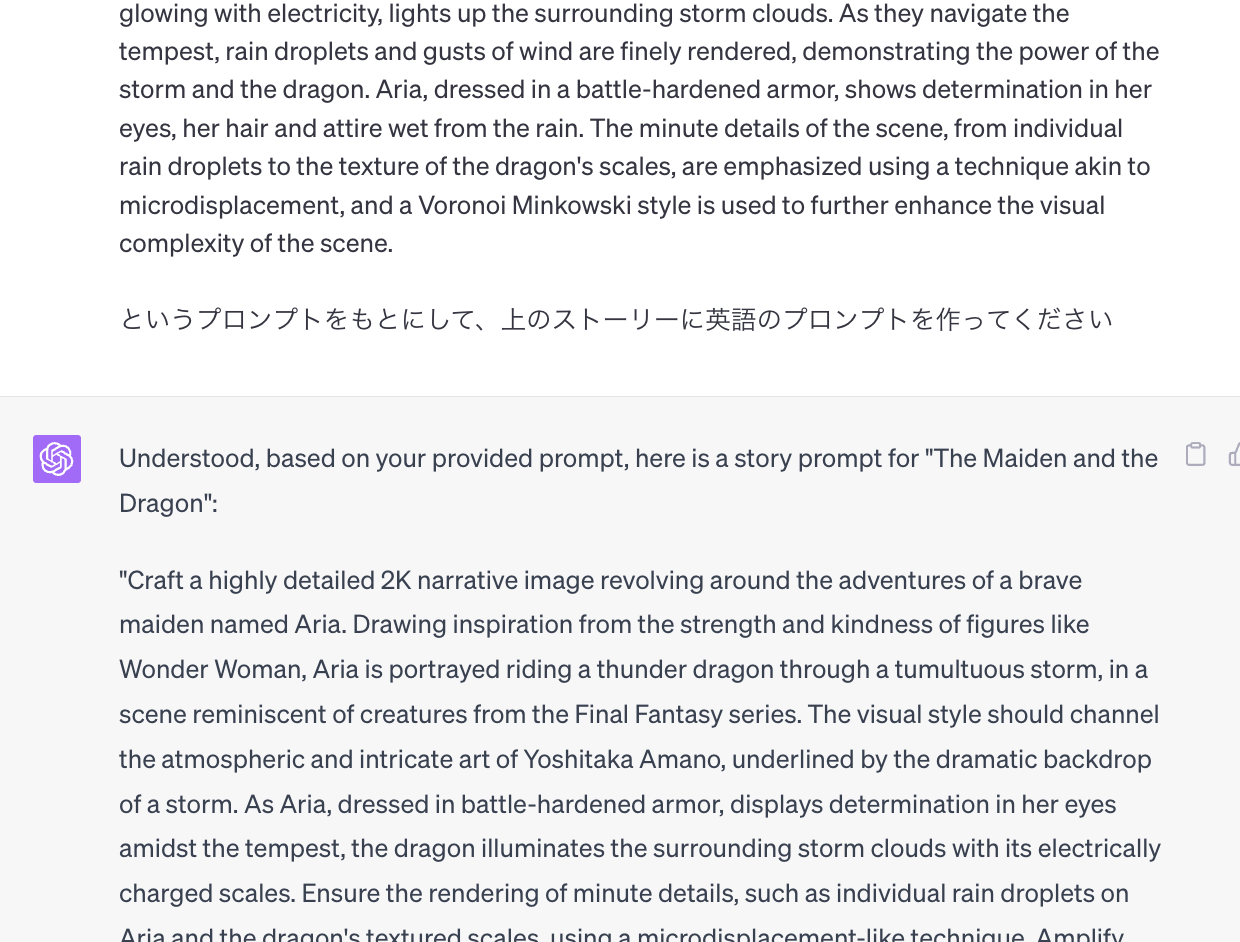 glowing with electricity, lights up the surrounding storm clouds. As they navigate the
tempest, rain droplets and gusts of wind are finely rendered, demonstrating the power of the
storm and the dragon. Aria, dressed in a battle-hardened armor, shows determination in her
eyes, her hair and attire wet from the rain. The minute details of the scene, from individual
rain droplets to the texture of the dragon's scales, are emphasized using a technique akin to
microdisplacement, and a Voronoi Minkowski style is used to further enhance the visual
complexity of the scene.
というプロンプトをもとにして、上のストーリーに英語のプロンプトを作ってください
Understood, based on your provided prompt, here is a story prompt for "The Maiden and the
Dragon":
"Craft a highly detailed 2K narrative image revolving around the adventures of a brave
maiden named Aria. Drawing inspiration from the strength and kindness of figures like
Wonder Woman, Aria is portrayed riding a thunder dragon through a tumultuous storm, in a
scene reminiscent of creatures from the Final Fantasy series. The visual style should channel
the atmospheric and intricate art of Yoshitaka Amano, underlined by the dramatic backdrop
of a storm. As Aria, dressed in battle-hardened armor, displays determination in her eyes
amidst the tempest, the dragon illuminates the surrounding storm clouds with its electrically
charged scales. Ensure the rendering of minute details, such as individual rain droplets on
Aria and the dragon's textured scales, using a microdisplacement-like technique. Amplify